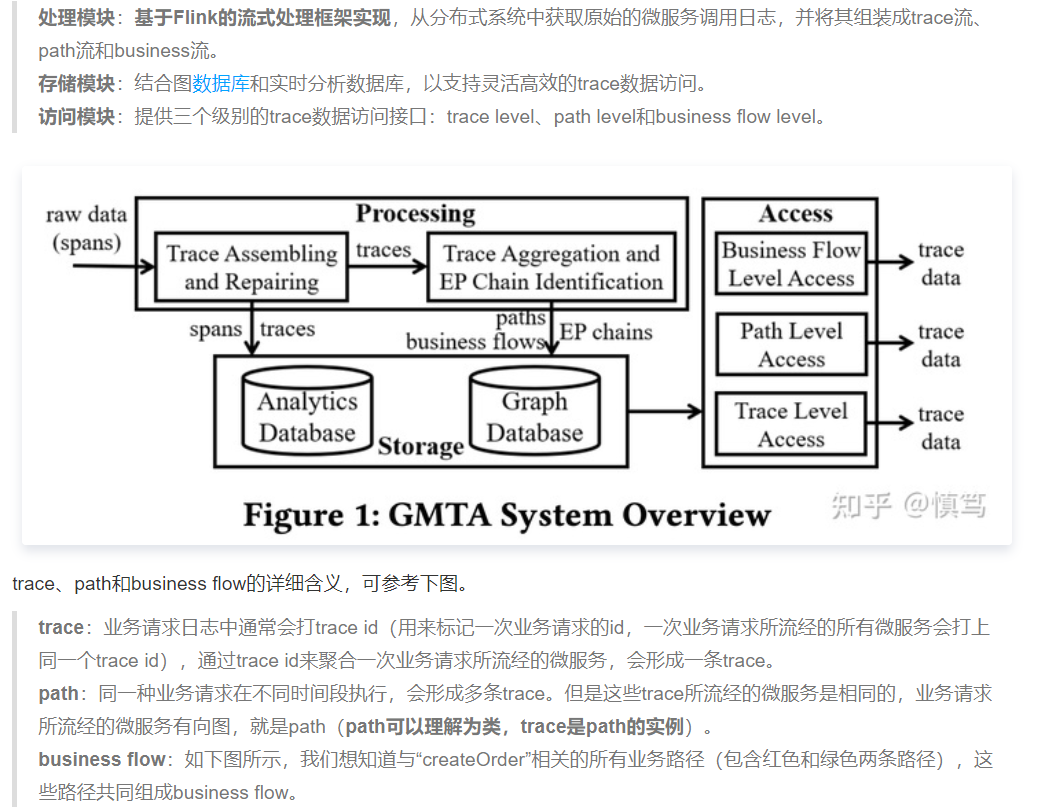 处理模块：基于Flink的流式处理框架实现，从分布式系统中获取原始的微服务调用日志，并将其组装成trace流、
path流和business流。
存储模块：结合图数据库和实时分析数据库，以支持灵活高效的trace数据访问。
访问模块：提供三个级别的trace数据访问接口：trace level、path level和business flow level。
raw data
(spans)
Processing
Trace Assembling
and Repairing
traces
Trace Aggregation and
EP Chain Identification
spans
traces
paths
business flows
EP chains
Analytics
Database
Storage
Graph
Database
Access
Business Flow
Level Access
trace
data
Path Level
Access
trace
data
Trace Level
Access
trace
data
Figure 1: GMTA System Overview
知乎 @慎笃
trace、path和business flow的详细含义，可参考下图。
trace：业务请求日志中通常会打trace id（用来标记一次业务请求的id，一次业务请求所流经的所有微服务会打上
同一个trace id），通过trace id来聚合一次业务请求所流经的微服务，会形成一条trace。
path：同一种业务请求在不同时间段执行，会形成多条trace。但是这些trace所流经的微服务是相同的，业务请求
所流经的微服务有向图，就是path（path可以理解为类，trace是path的实例）。
business flow：如下图所示，我们想知道与“createOrder”相关的所有业务路径（包含红色和绿色两条路径），这
些路径共同组成business flow。